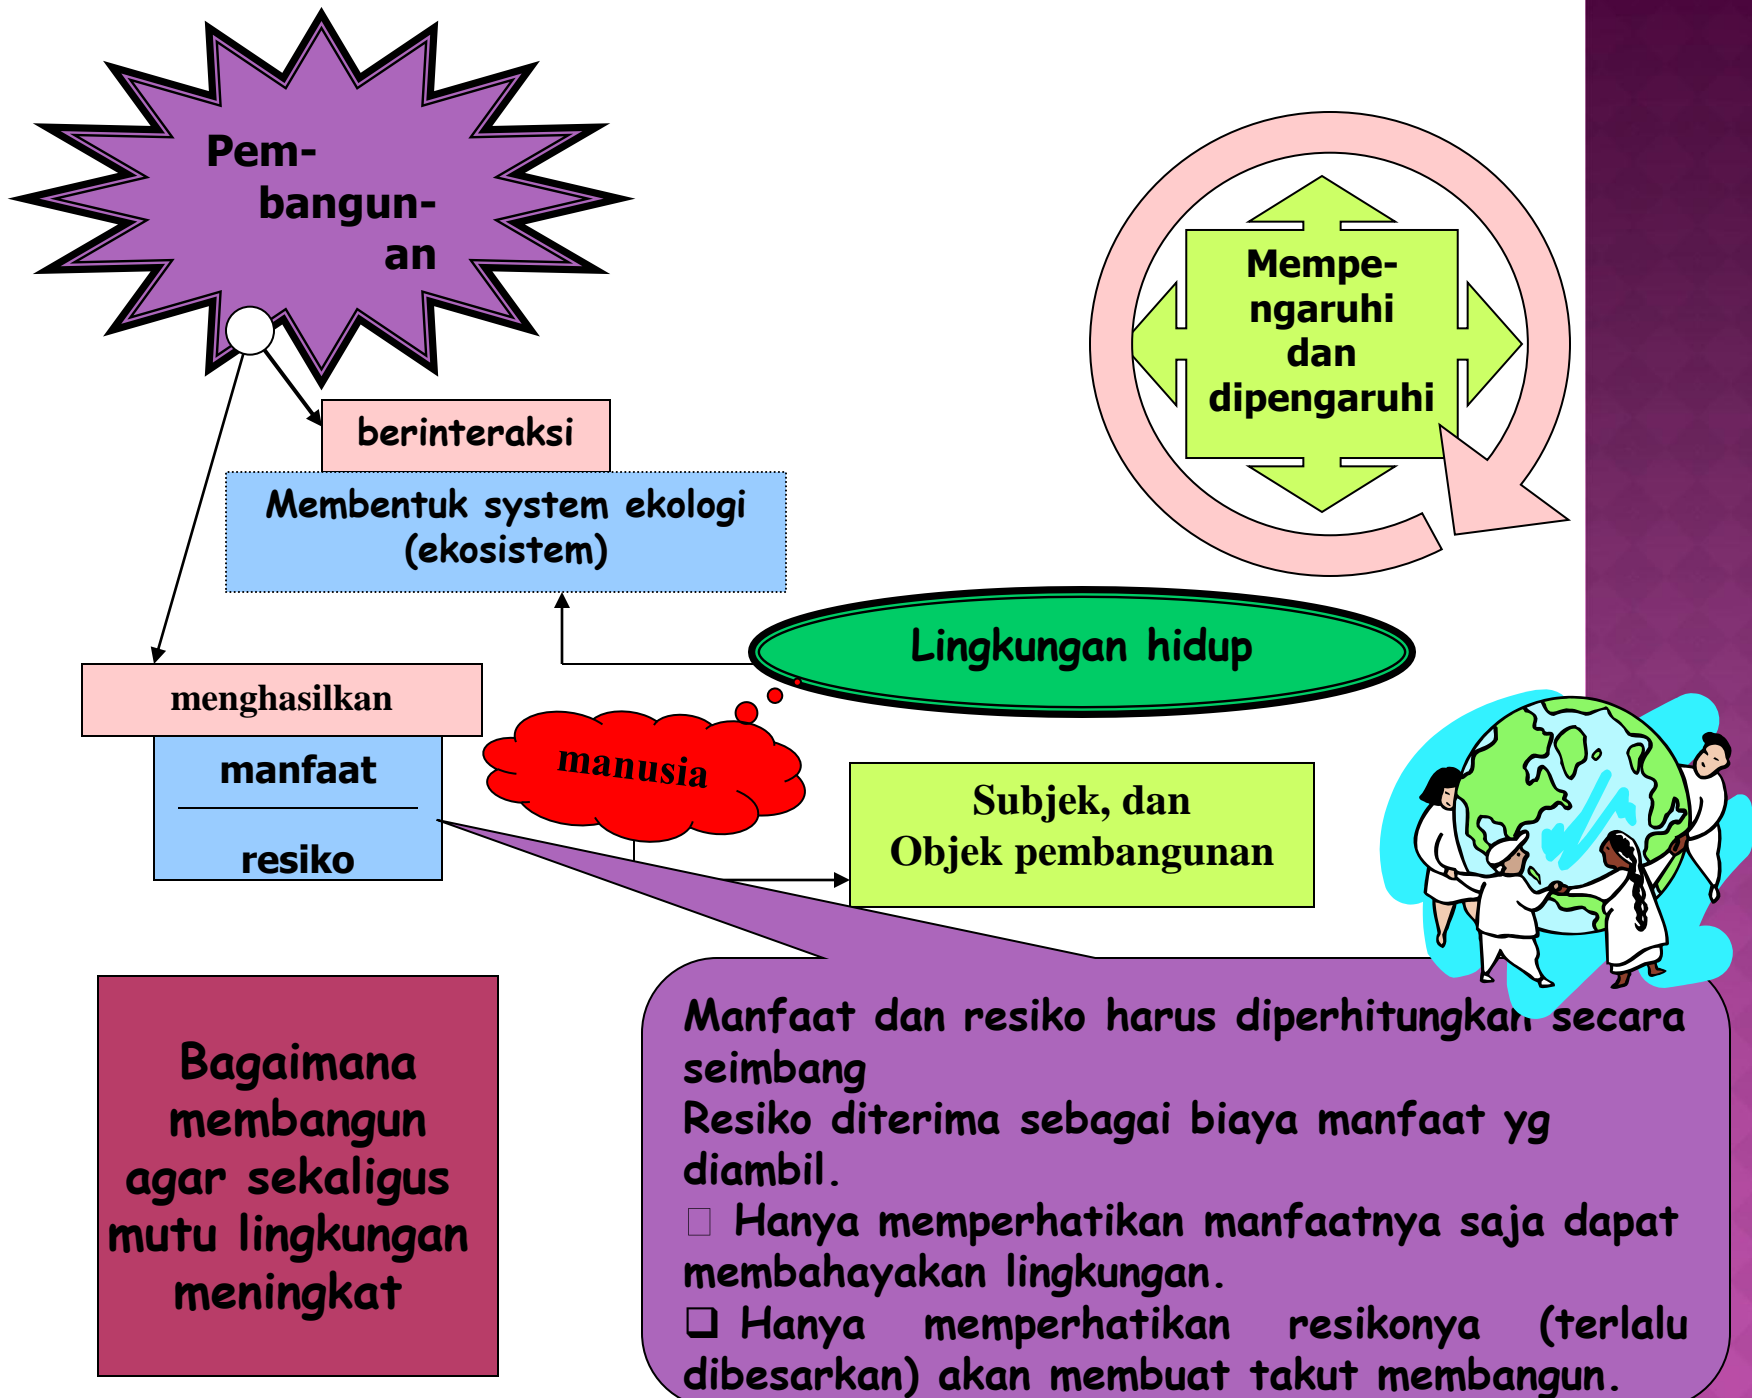 Pem-
bangun-
an
Mempe-
ngaruhi
dan
dipengaruhi
berinteraksi
Membentuk system ekologi
(ekosistem)
Lingkungan hidup
menghasilkan
manfaat
resiko
manusia
Subjek, dan
Objek pembangunan
Bagaimana
membangun
agar sekaligus
mutu lingkungan
meningkat
Manfaat dan resiko harus diperhitungkan secara
seimbang
Resiko diterima sebagai biaya manfaat yg
diambil.
□ Hanya memperhatikan manfaatnya saja dapat
membahayakan lingkungan.
❑ Hanya memperhatikan resikonya (terlalu
dibesarkan) akan membuat takut membangun.